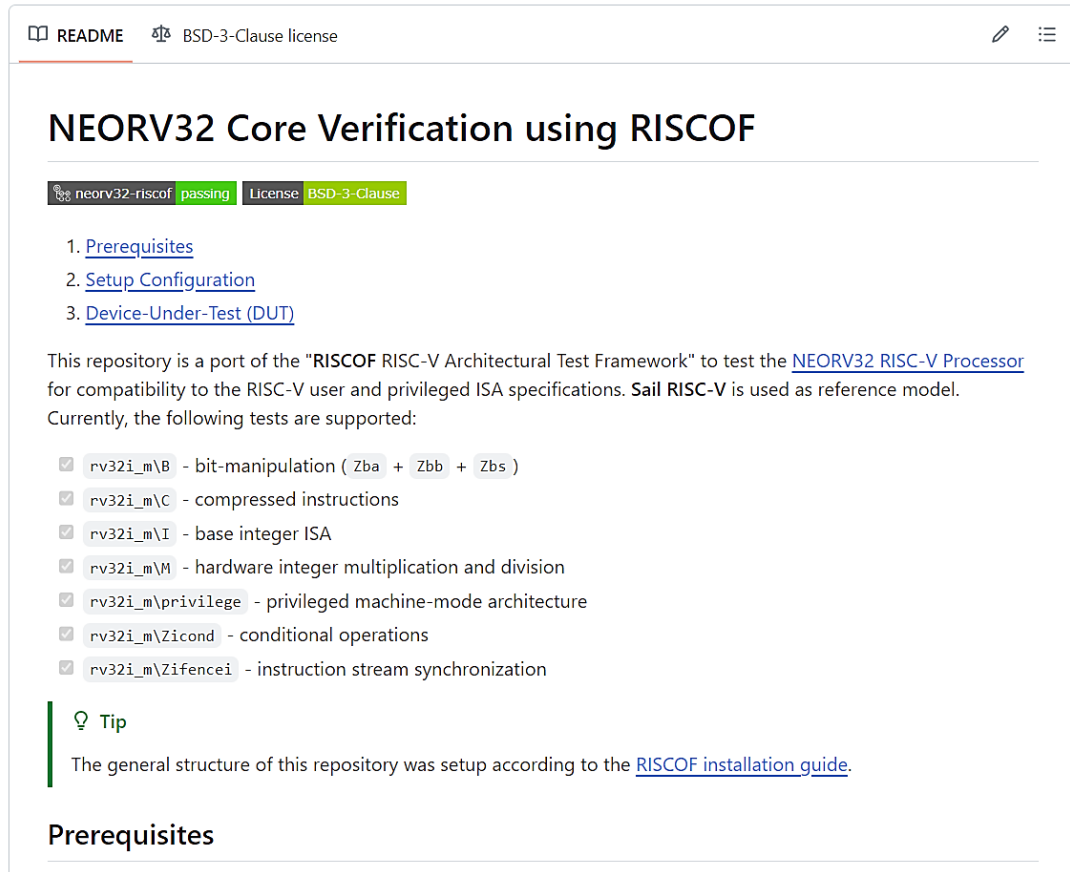 README
BSD-3-Clause license
NEORV32 Core Verification using RISCOF
neorv32-riscof passing License BSD-3-Clause
1. Prerequisites
2. Setup Configuration
3. Device-Under-Test (DUT)
This repository is a port of the "RISCOF RISC-V Architectural Test Framework" to test the NEORV32 RISC-V Processor
for compatibility to the RISC-V user and privileged ISA specifications. Sail RISC-V is used as reference model.
Currently, the following tests are supported:
rv32i_m\B - bit-manipulation ( Zba + Zbb + Zbs )
rv32i_m\C - compressed instructions
rv32i_m\I - base integer ISA
rv32i_m\M - hardware integer multiplication and division
rv32i_m\privilege - privileged machine-mode architecture
rv32i_m\Zicond - conditional operations
rv32i_m\Zifencei - instruction stream synchronization
Tip
The general structure of this repository was setup according to the RISCOF installation guide.
Prerequisites